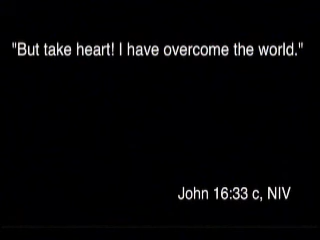 "But take heart! I have overcome the world."
John 16:33 c, NIV